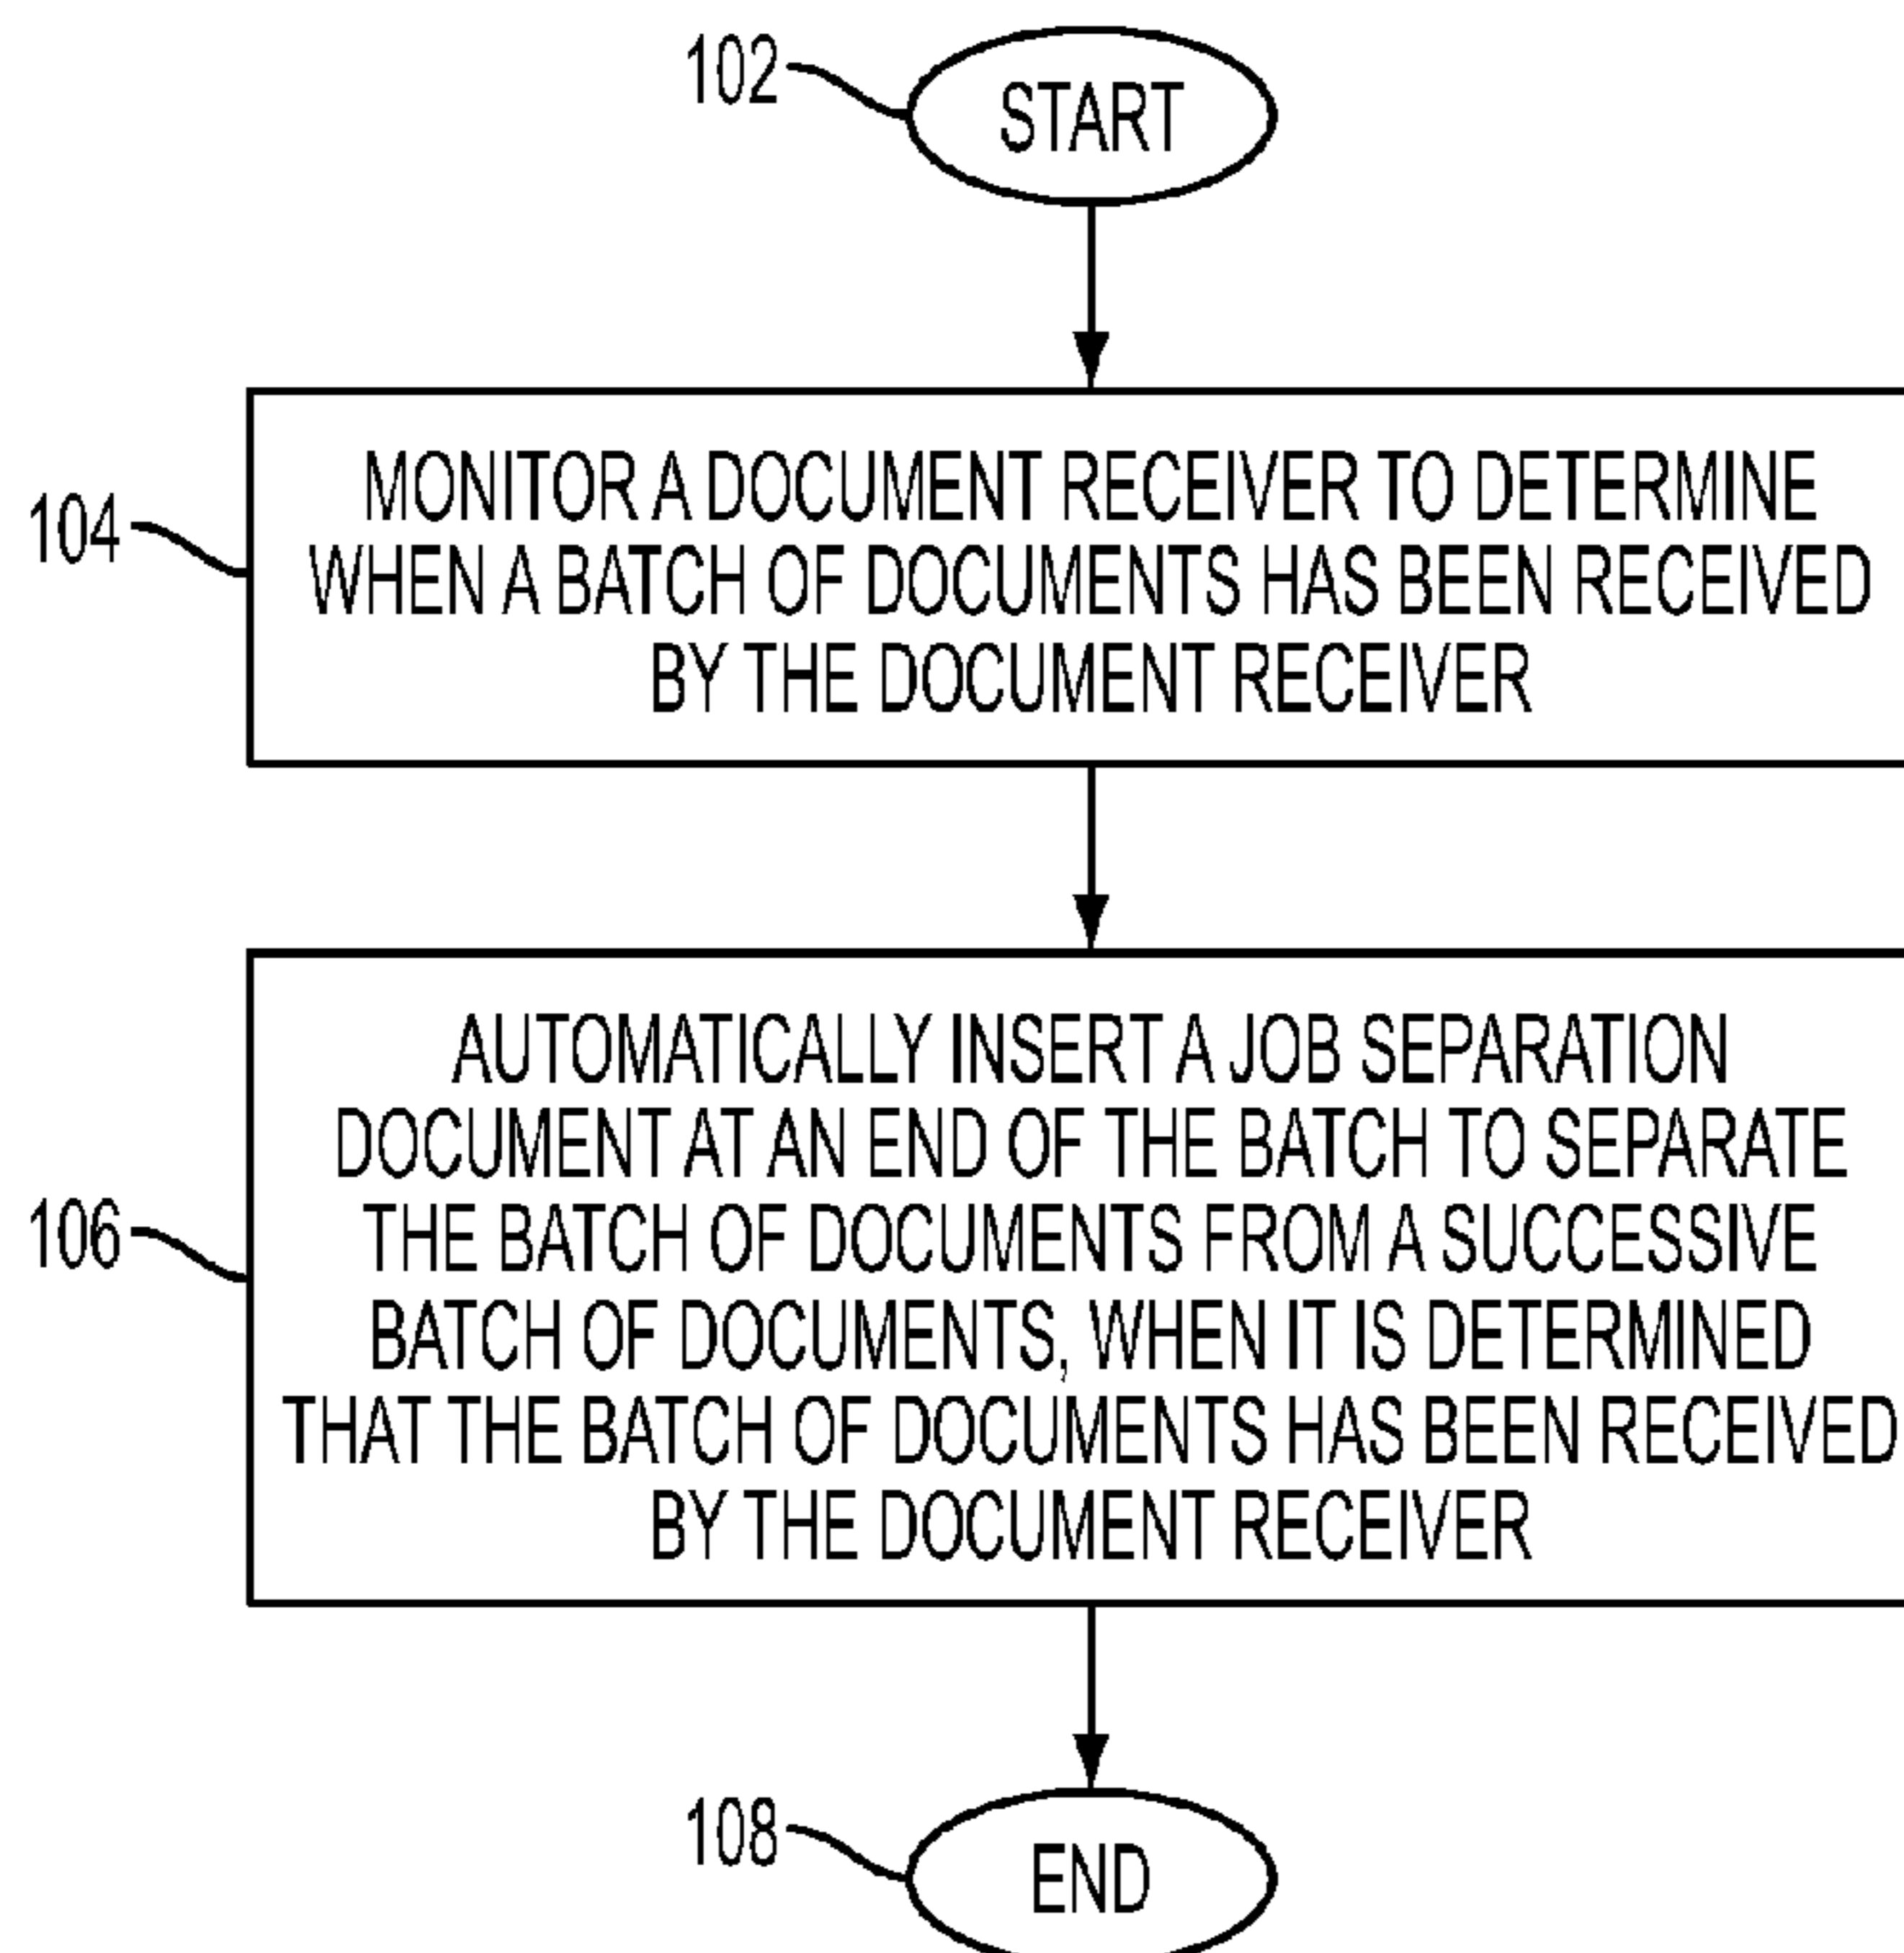 102
START
104
MONITOR A DOCUMENT RECEIVER TO DETERMINE
WHEN A BATCH OF DOCUMENTS HAS BEEN RECEIVED
BY THE DOCUMENT RECEIVER
106
AUTOMATICALLY INSERT A JOB SEPARATION
DOCUMENT AT AN END OF THE BATCH TO SEPARATE
THE BATCH OF DOCUMENTS FROM A SUCCESSIVE
BATCH OF DOCUMENTS, WHEN IT IS DETERMINED
THAT THE BATCH OF DOCUMENTS HAS BEEN RECEIVED
BY THE DOCUMENT RECEIVER
108
END